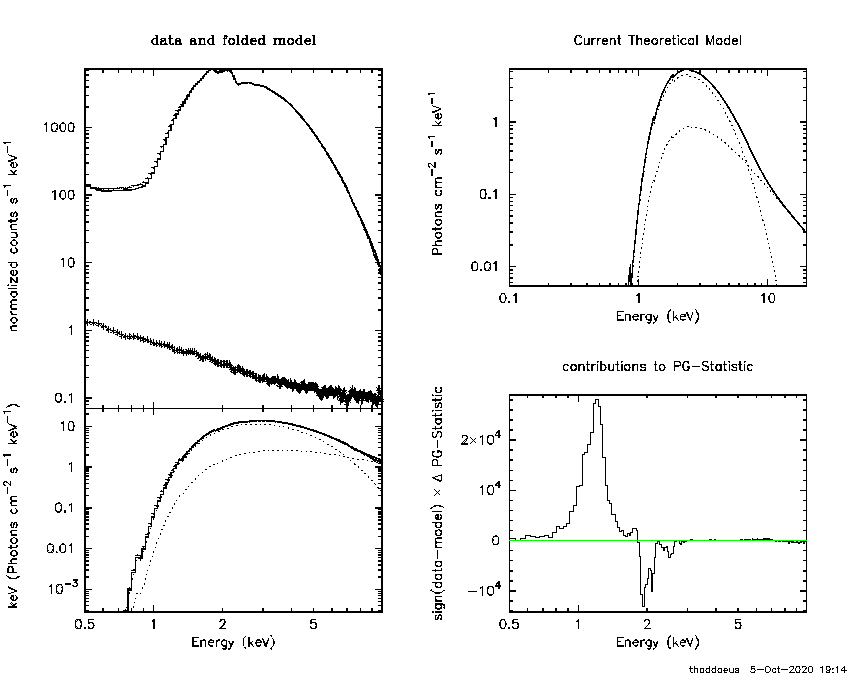 data and folded model
normalized counts s⁻¹ keV⁻¹
1000
100
10
1
0.1
keV (Photons cm⁻² s⁻¹ keV⁻¹)
10
1
0.1
0.01
10⁻³
0.5
1
2
5
Energy (keV)
Current Theoretical Model
Photons cm⁻² s⁻¹ keV⁻¹
1
0.1
0.01
0.1
1
10
Energy (keV)
contributions to PG-Statistic
sign(data-model) × Δ PG-Statistic
2×10⁴
10⁴
0
-10⁴
0.5
1
2
5
Energy (keV)
thaddaeus 5-Oct-2020 19:14